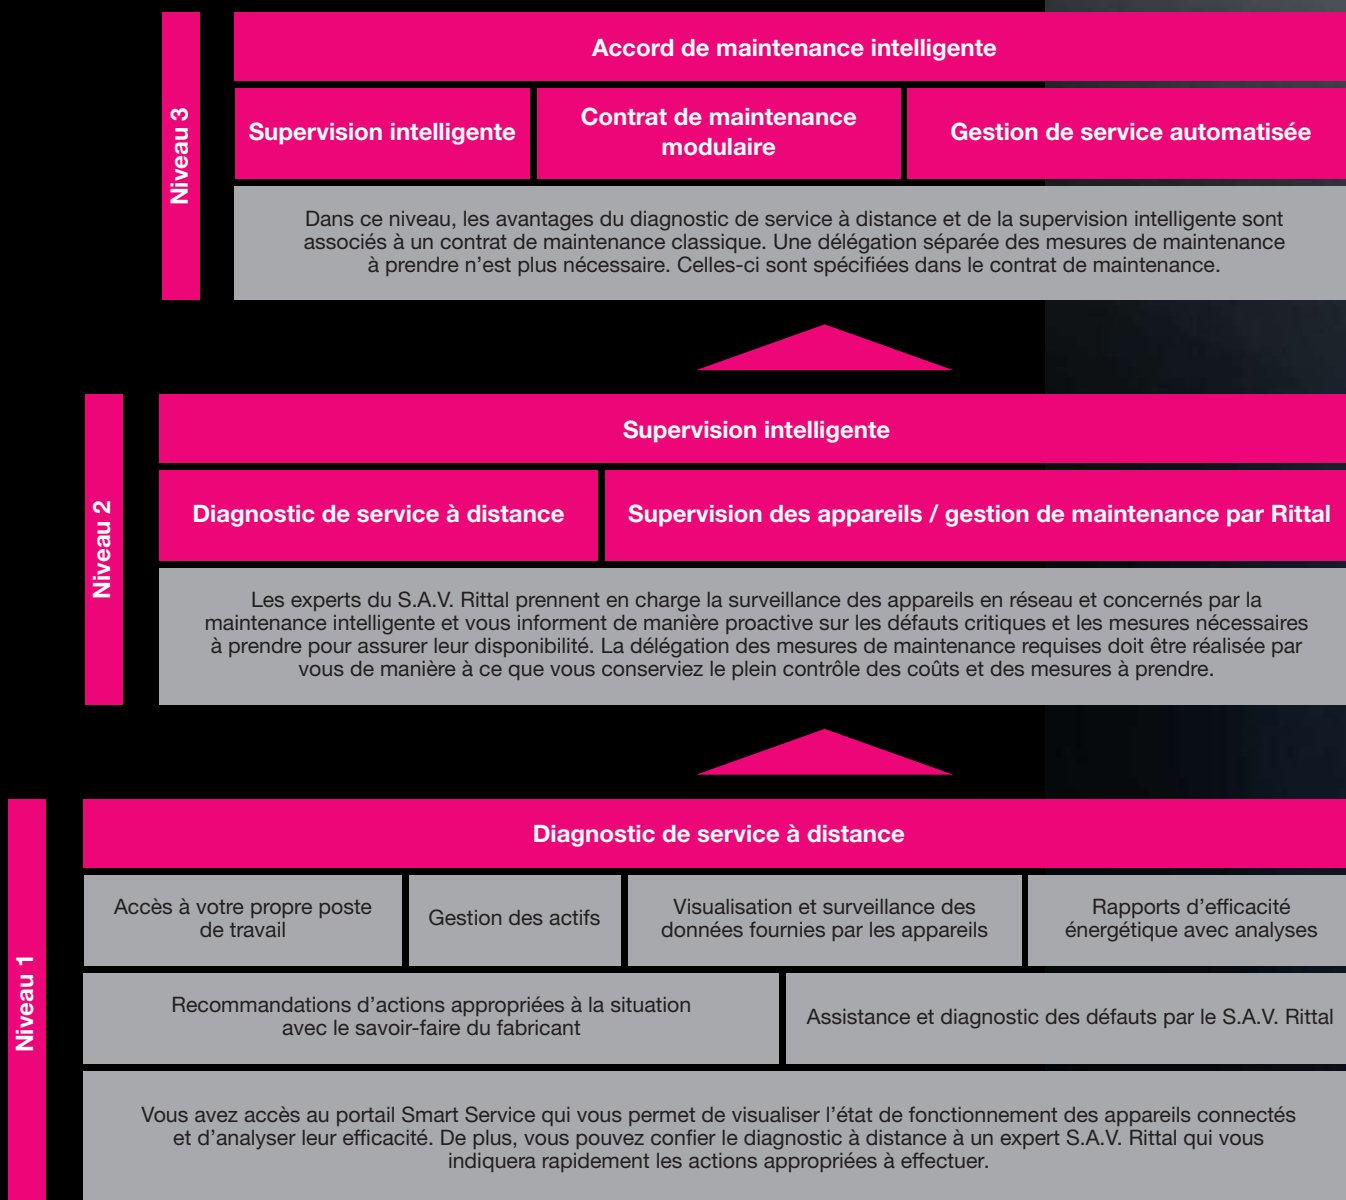 Niveau 3
Accord de maintenance intelligente
Supervision intelligente
Contrat de maintenance
modulaire
Gestion de service automatisée
Dans ce niveau, les avantages du diagnostic de service à distance et de la supervision intelligente sont
associés à un contrat de maintenance classique. Une délégation séparée des mesures de maintenance
à prendre n’est plus nécessaire. Celles-ci sont spécifiées dans le contrat de maintenance.
Niveau 2
Supervision intelligente
Diagnostic de service à distance
Supervision des appareils / gestion de maintenance par Rittal
Les experts du S.A.V. Rittal prennent en charge la surveillance des appareils en réseau et concernés par la
maintenance intelligente et vous informent de manière proactive sur les défauts critiques et les mesures nécessaires
à prendre pour assurer leur disponibilité. La délégation des mesures de maintenance requises doit être réalisée par
vous de manière à ce que vous conserviez le plein contrôle des coûts et des mesures à prendre.
Niveau 1
Diagnostic de service à distance
Accès à votre propre poste
de travail
Gestion des actifs
Visualisation et surveillance des
données fournies par les appareils
Rapports d’efficacité
énergétique avec analyses
Recommandations d’actions appropriées à la situation
avec le savoir-faire du fabricant
Assistance et diagnostic des défauts par le S.A.V. Rittal
Vous avez accès au portail Smart Service qui vous permet de visualiser l’état de fonctionnement des appareils connectés
et d’analyser leur efficacité. De plus, vous pouvez confier le diagnostic à distance à un expert S.A.V. Rittal qui vous
indiquera rapidement les actions appropriées à effectuer.